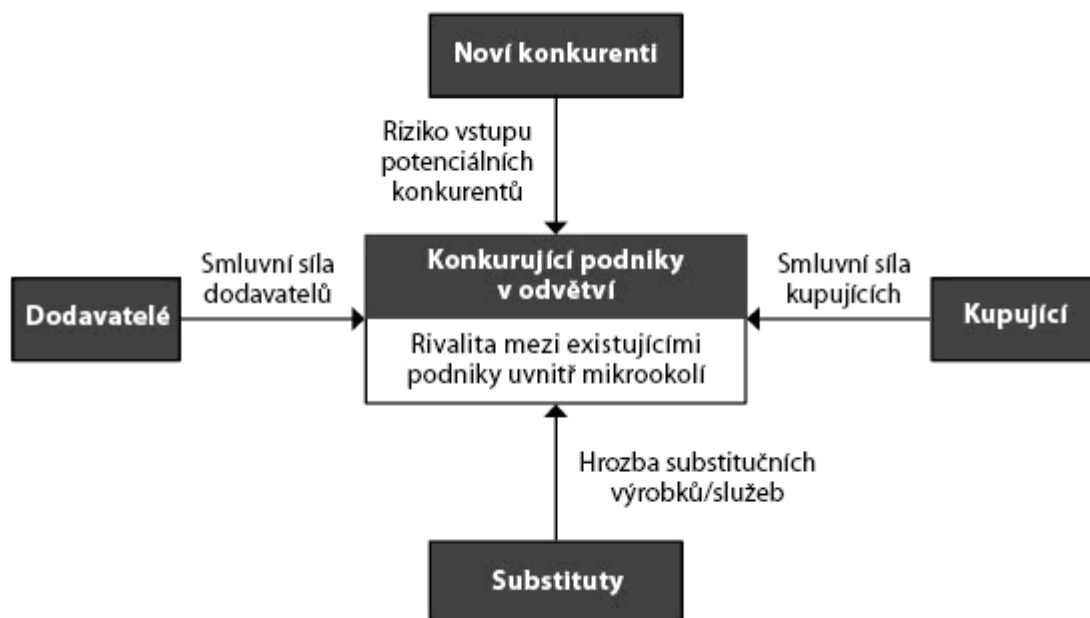 Noví konkurenti
Riziko vstupu
potenciálních
konkurentů
Smluvní síla
dodavatelů
Dodavatelé
Konkurující podniky
v odvětví
Rivalita mezi existujícími
podniky uvnitř mikrookolí
Smluvní síla
kupujících
Kupující
Hrozba substitučních
výrobků/služeb
Substituty